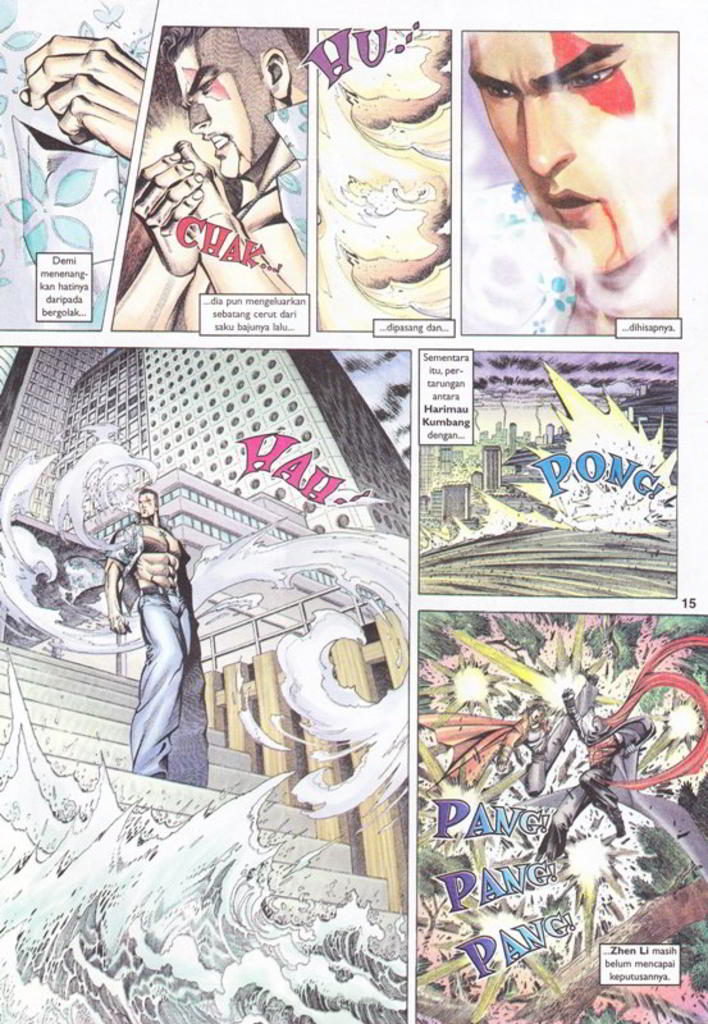 Demi
menenang-
kan hatinya
daripada
bergolak...
CHAK...
...dia pun mengeluarkan
sebatang cerut dari
saku bajunya lalu...
HU...
...dipasang dan...
...dihisapnya.
HAH...
Sementara
itu, per-
tarungan
antara
Harimau
Kumbang
dengan...
PONG!
15
PANG!
PANG!
PANG!
...Zhen Li masih
belum mencapai
keputusannya.